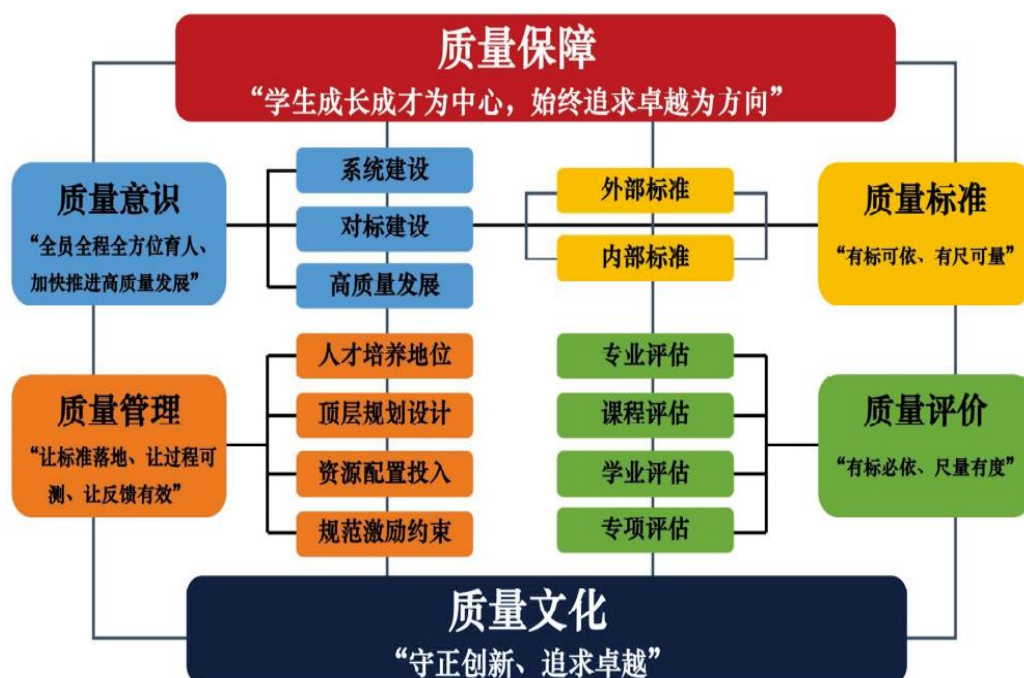 质量保障
“学生成长成才为中心，始终追求卓越为方向”
质量意识
“全员全程全方位育人、
加快推进高质量发展”
系统建设
对标建设
高质量发展
外部标准
内部标准
质量标准
“有标可依、有尺可量”
质量管理
“让标准落地、让过程可
测、让反馈有效”
人才培养地位
顶层规划设计
资源配置投入
规范激励约束
专业评估
课程评估
学业评估
专项评估
质量评价
“有标必依、尺量有度”
质量文化
“守正创新、追求卓越”